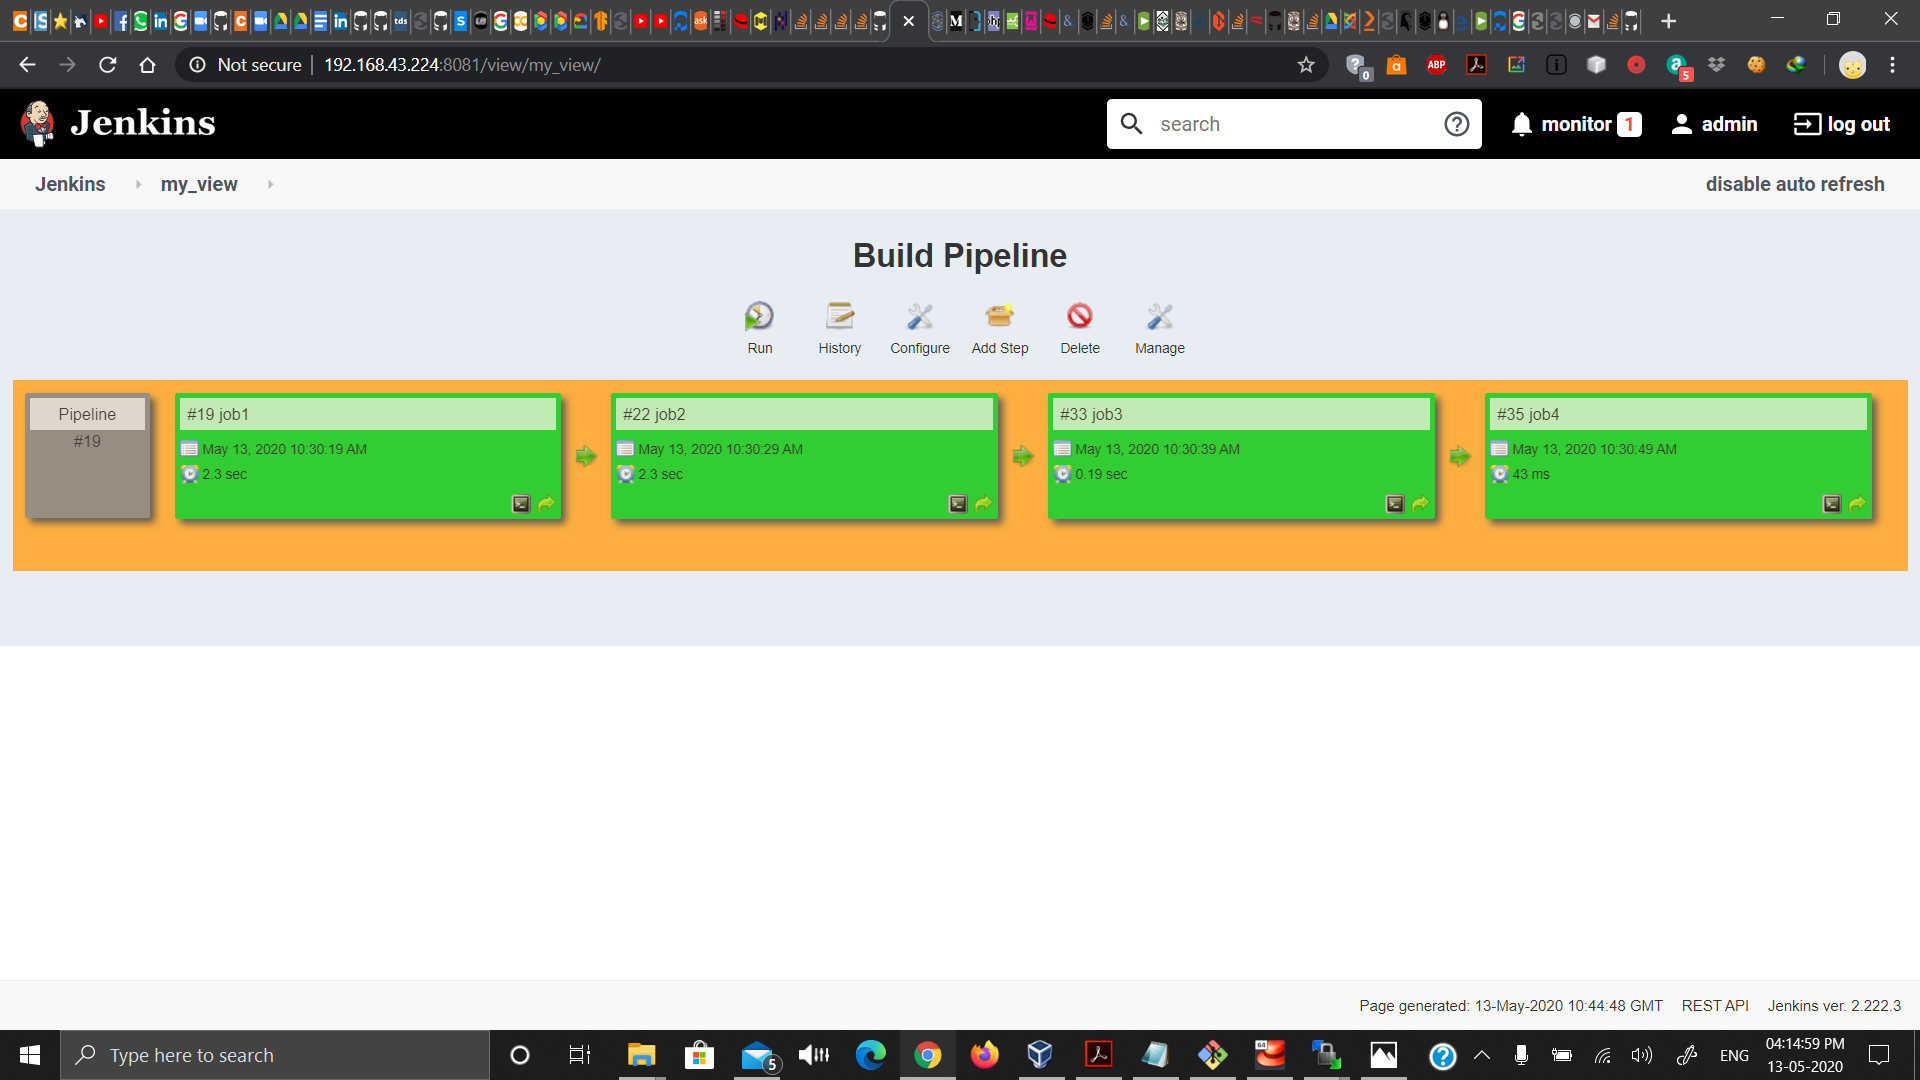 Not secure 192.168.43.224:8081/view/my_view/
0
ABP
5
Jenkins
search
monitor 1
admin
log out
Jenkins
my_view
disable auto refresh
Build Pipeline
Run
History
Configure
Add Step
Delete
Manage
Pipeline
#19
#19 job1
May 13, 2020 10:30:19 AM
2.3 sec
#22 job2
May 13, 2020 10:30:29 AM
2.3 sec
#33 job3
May 13, 2020 10:30:39 AM
0.19 sec
#35 job4
May 13, 2020 10:30:49 AM
43 ms
Page generated: 13-May-2020 10:44:48 GMT
REST API
Jenkins ver. 2.222.3
Type here to search
5
64
ENG
04:14:59 PM
13-05-2020